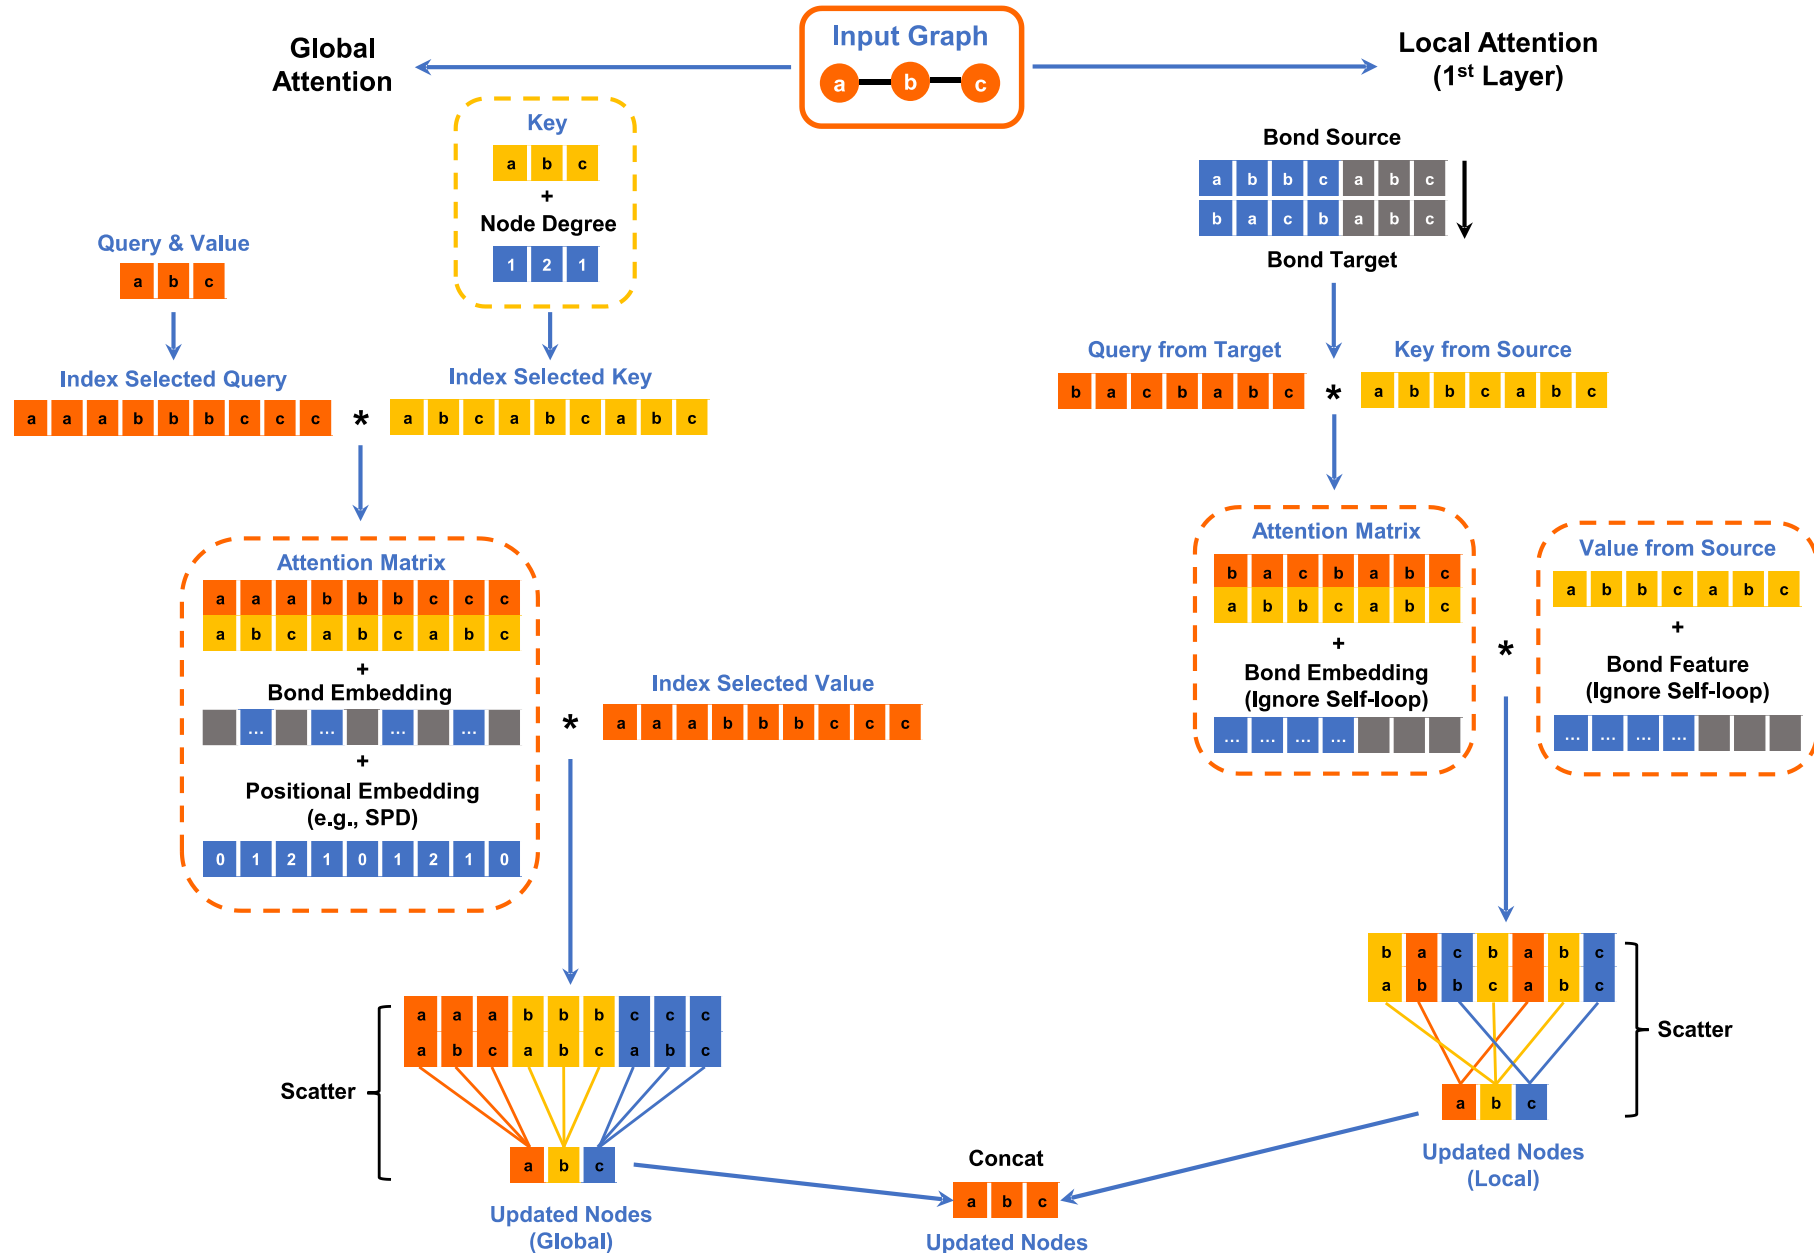 Input Graph
a b c
Global
Attention
Local Attention
(1st Layer)
Key
a b c
+
Node Degree
1 2 1
Query & Value
a b c
Index Selected Query
a a a b b b c c c
*
Index Selected Key
a b c a b c a b c
Attention Matrix
a a a b b b c c c
a b c a b c a b c
+
Bond Embedding
... ... ... ...
+
Positional Embedding
(e.g., SPD)
0 1 2 1 0 1 2 1 0
*
Index Selected Value
a a a b b b c c c
Scatter
a a a b b b c c c
a b c a b c a b c
a b c
Updated Nodes
(Global)
Bond Source
a b b c a b c
b a c b a b c
Bond Target
Query from Target
b a c b a b c
*
Key from Source
a b b c a b c
Attention Matrix
b a c b a b c
a b b c a b c
+
Bond Embedding
(Ignore Self-loop)
... ... ... ...
*
Value from Source
a b b c a b c
+
Bond Feature
(Ignore Self-loop)
... ... ... ...
b a c b a b c
a b b c a b c
Scatter
a b c
Updated Nodes
(Local)
Concat
a b c
Updated Nodes